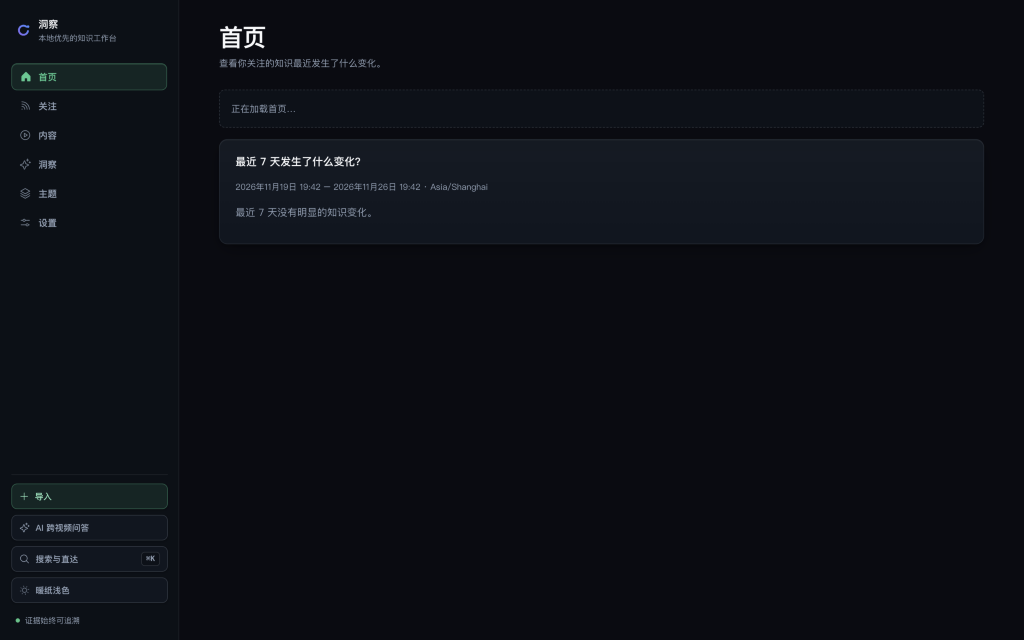 洞察
本地优先的知识工作台
首页
关注
内容
洞察
主题
设置
导入
AI 跨视频问答
搜索与直达 ⌘K
暖纸浅色
证据始终可追溯
首页
查看你关注的知识最近发生了什么变化。
正在加载首页…
最近 7 天发生了什么变化?
2026年11月19日 19:42 — 2026年11月26日 19:42 · Asia/Shanghai
最近 7 天没有明显的知识变化。